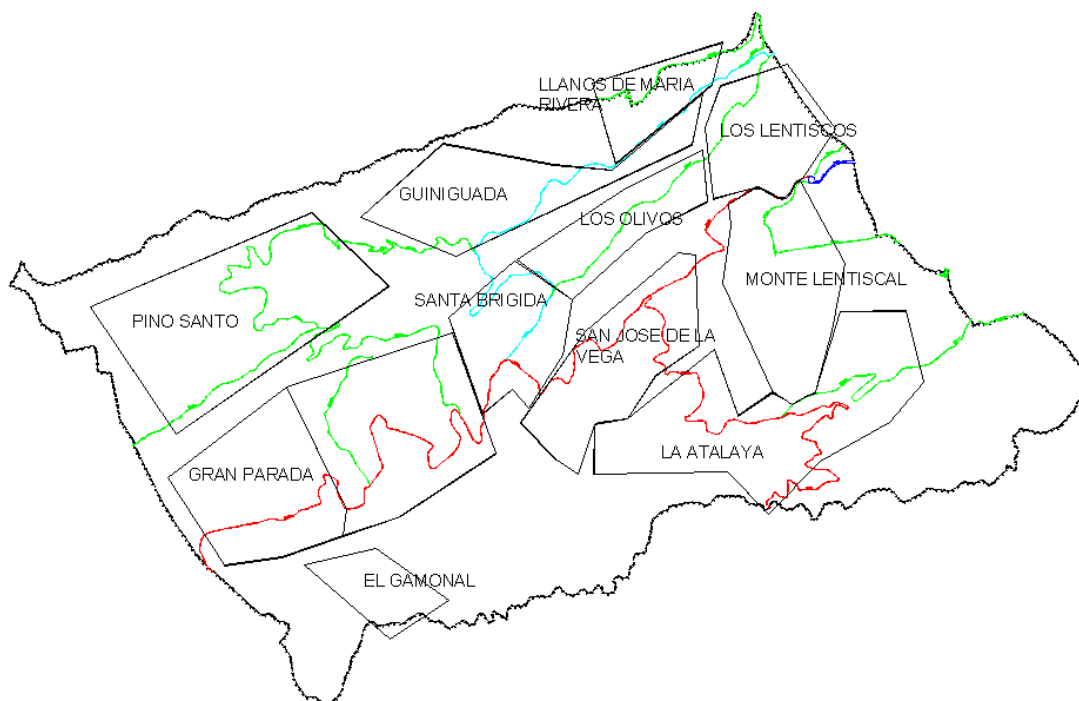 LLANOS DE MARIA
RIVERA
LOS LENTISCOS
GUINIGUADA
LOS OLIVOS
MONTE LENTISCAL
SANTA BRIGIDA
PINO SANTO
SAN JOSE DE LA
VEGA
LA ATALAYA
GRAN PARADA
EL GAMONAL